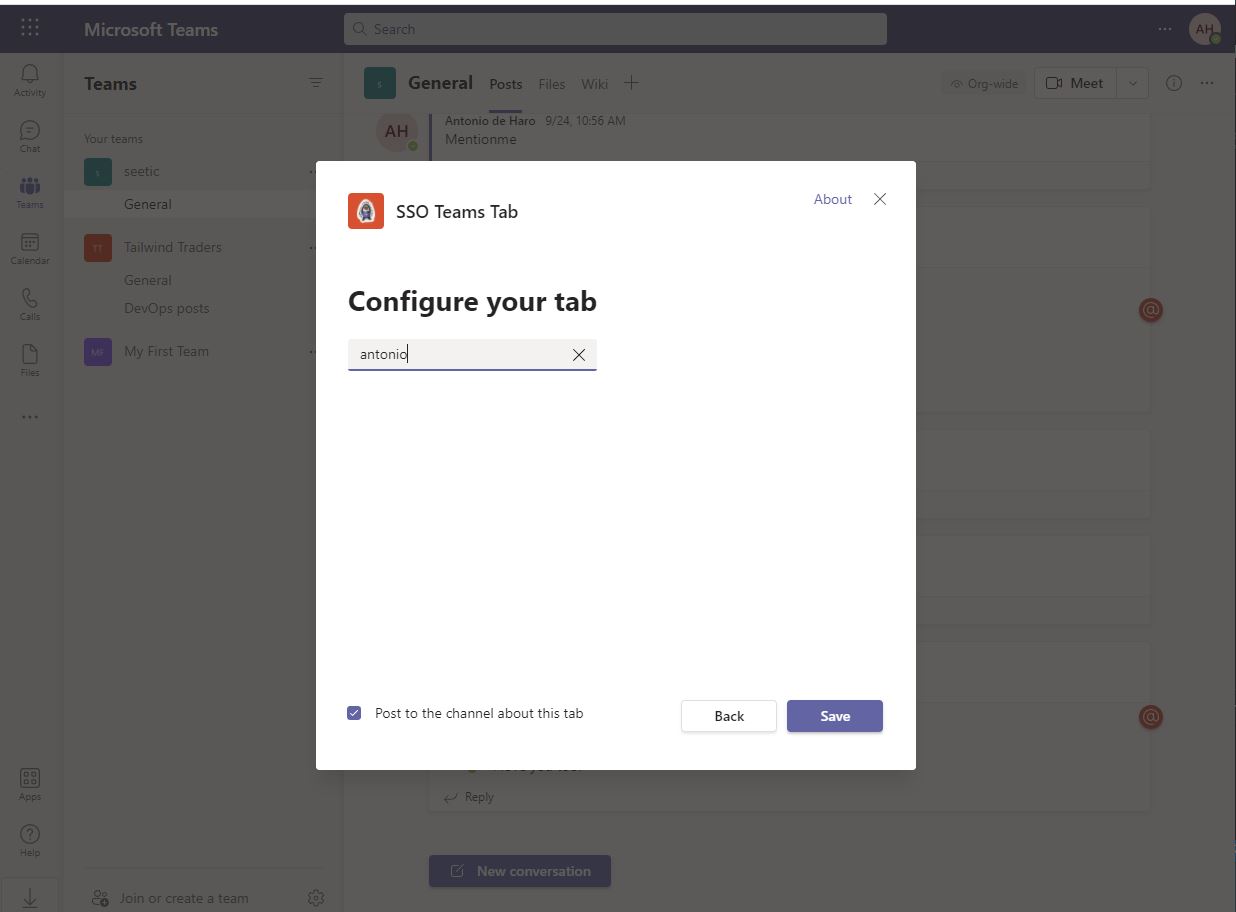 Microsoft Teams
Search
AH
Activity
Chat
Teams
Calendar
Calls
Files
Apps
Help
Teams
Your teams
s seetic
General
TT Tailwind Traders
General
DevOps posts
MF My First Team
Join or create a team
s General Posts Files Wiki
Org-wide
Meet
AH
Antonio de Haro 9/24, 10:56 AM
Mentionme
SSO Teams Tab
About
Configure your tab
antonio
Post to the channel about this tab
Back
Save
Reply
New conversation